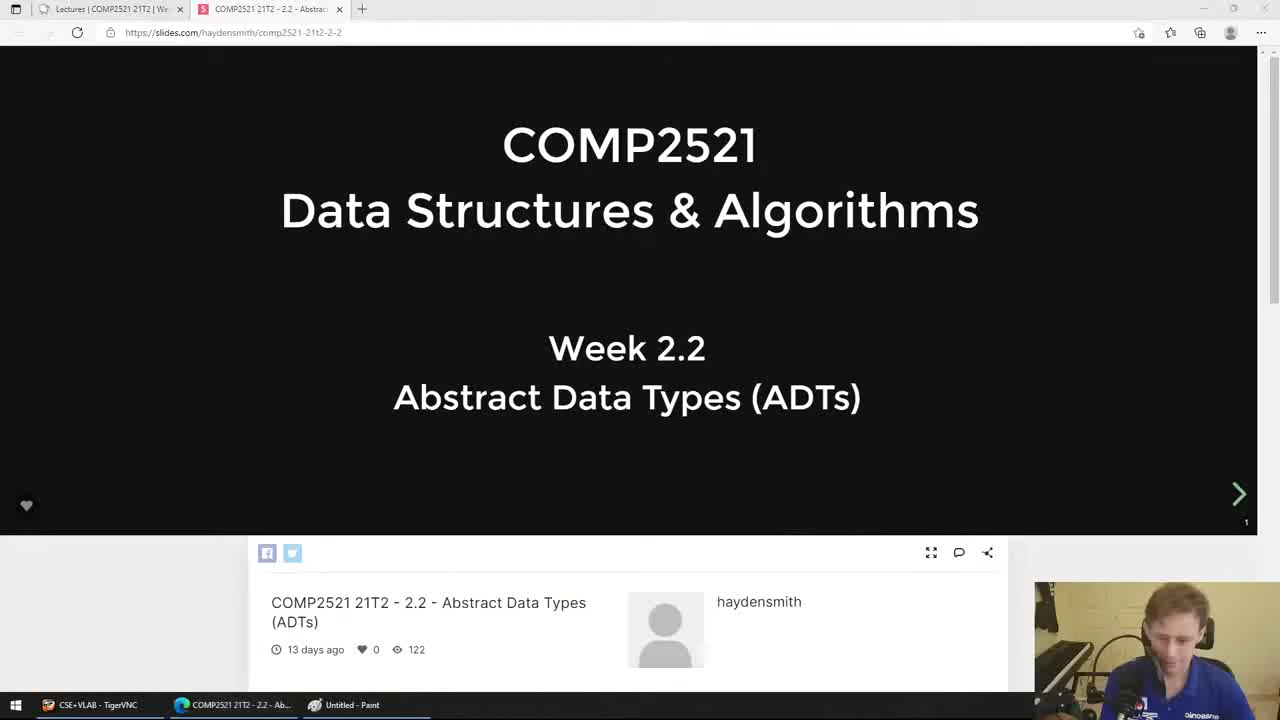 Lectures | COMP2521 21T2 | We
COMP2521 21T2 - 2.2 - Abstrac
https://slides.com/haydensmith/comp2521-21t2-2-2
COMP2521
Data Structures & Algorithms
Week 2.2
Abstract Data Types (ADTs)
1
COMP2521 21T2 - 2.2 - Abstract Data Types
(ADTs)
haydensmith
13 days ago 0 122
CSE+VLAB - TigerVNC
COMP2521 21T2 - 2.2 - Ab...
Untitled - Paint